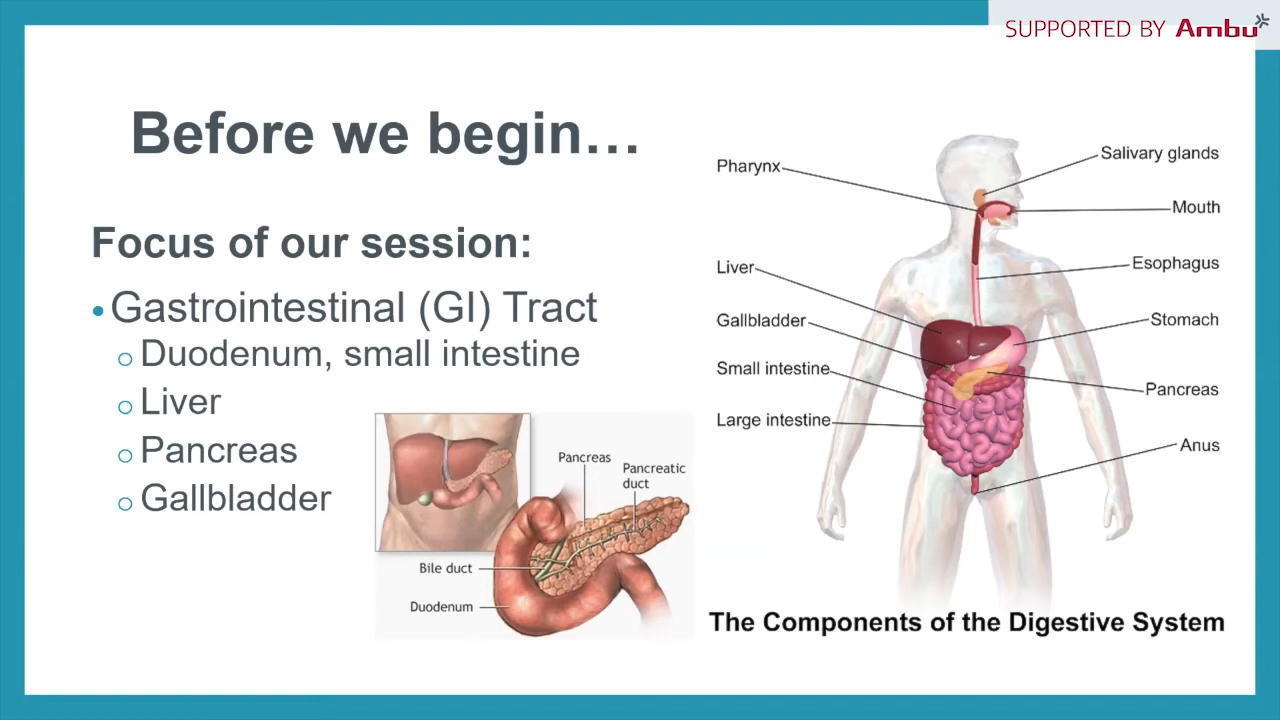 SUPPORTED BY Ambu
Before we begin…
Focus of our session:
• Gastrointestinal (GI) Tract
o Duodenum, small intestine
o Liver
o Pancreas
o Gallbladder
Pancreas
Pancreatic
duct
Bile duct
Duodenum
Pharynx
Liver
Gallbladder
Small intestine
Large intestine
Salivary glands
Mouth
Esophagus
Stomach
Pancreas
Anus
The Components of the Digestive System